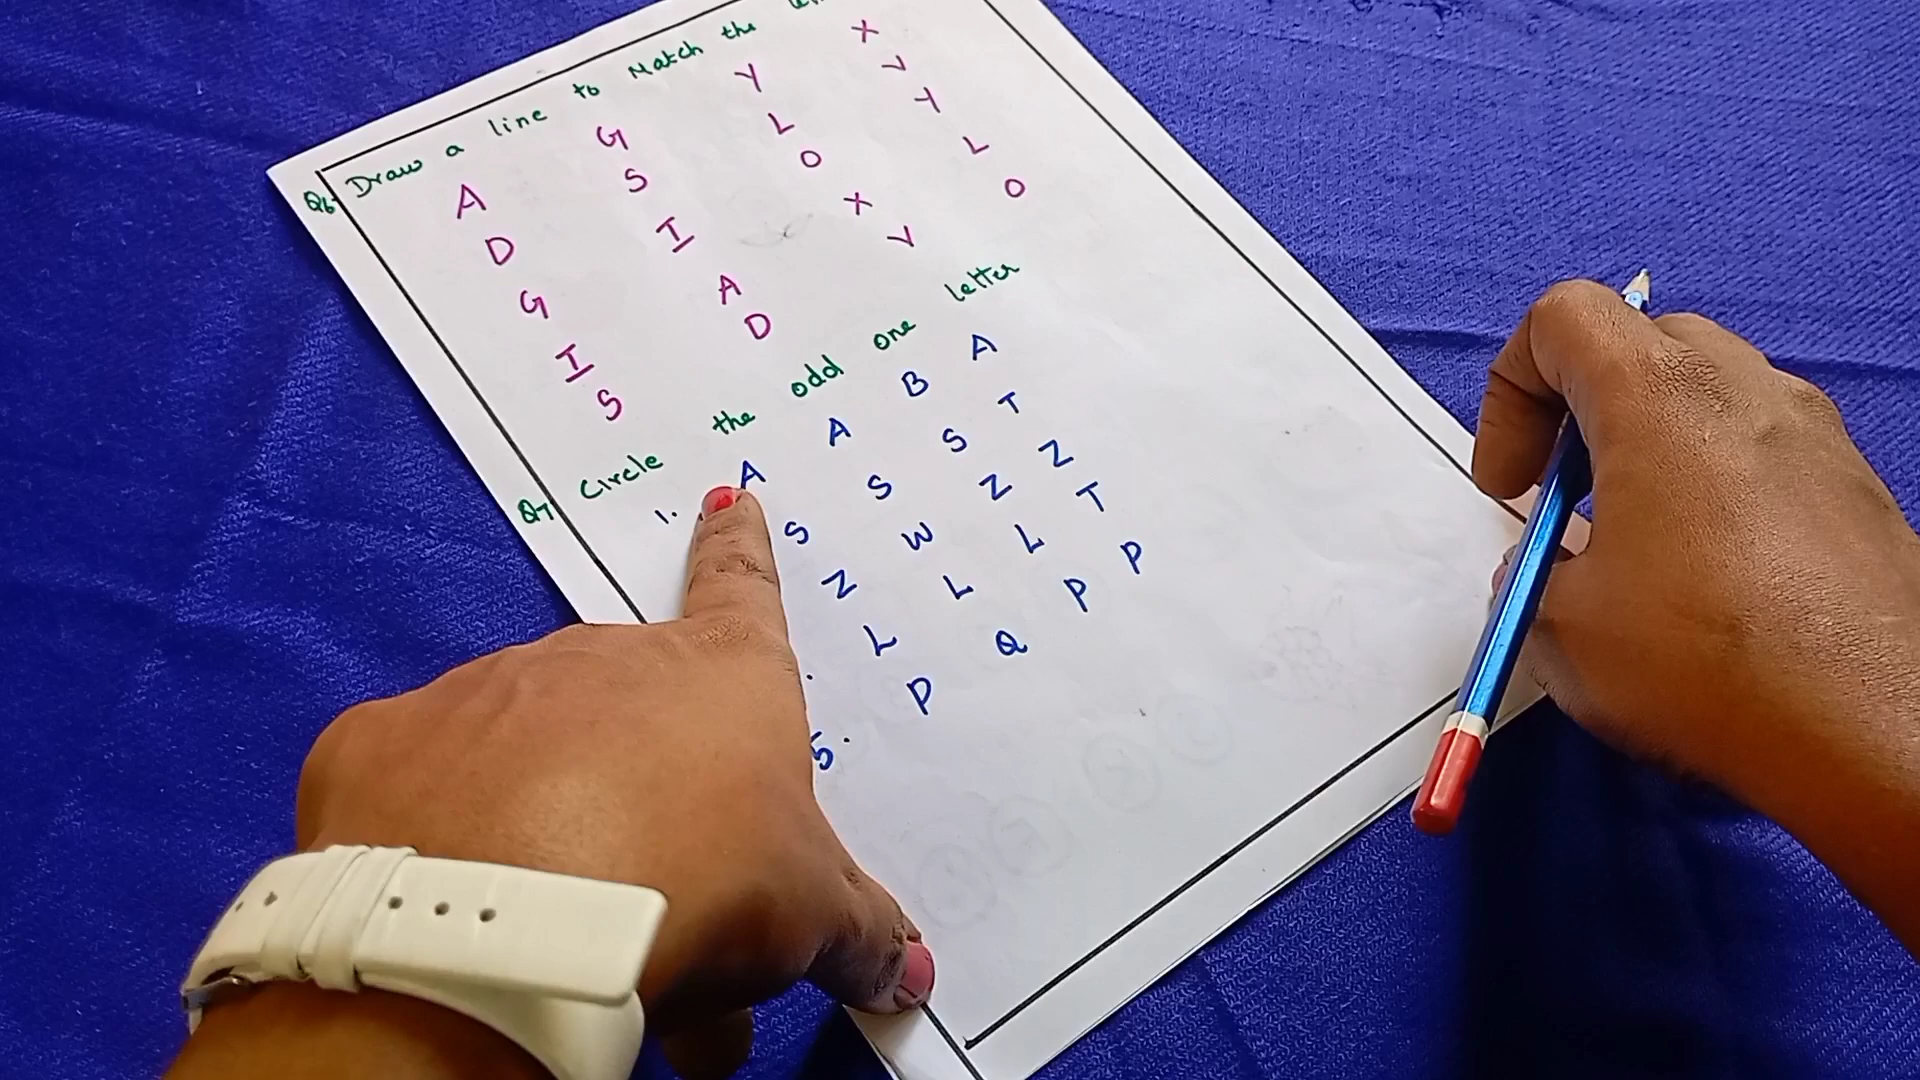 Q6 Draw a line to Match the
A G Y X
D S L V
G I O Y
I A X L
S D V O
Q7 Circle the odd one letter
1. A A B A
S S S T
Z W Z Z
L L L T
5. P Q P P